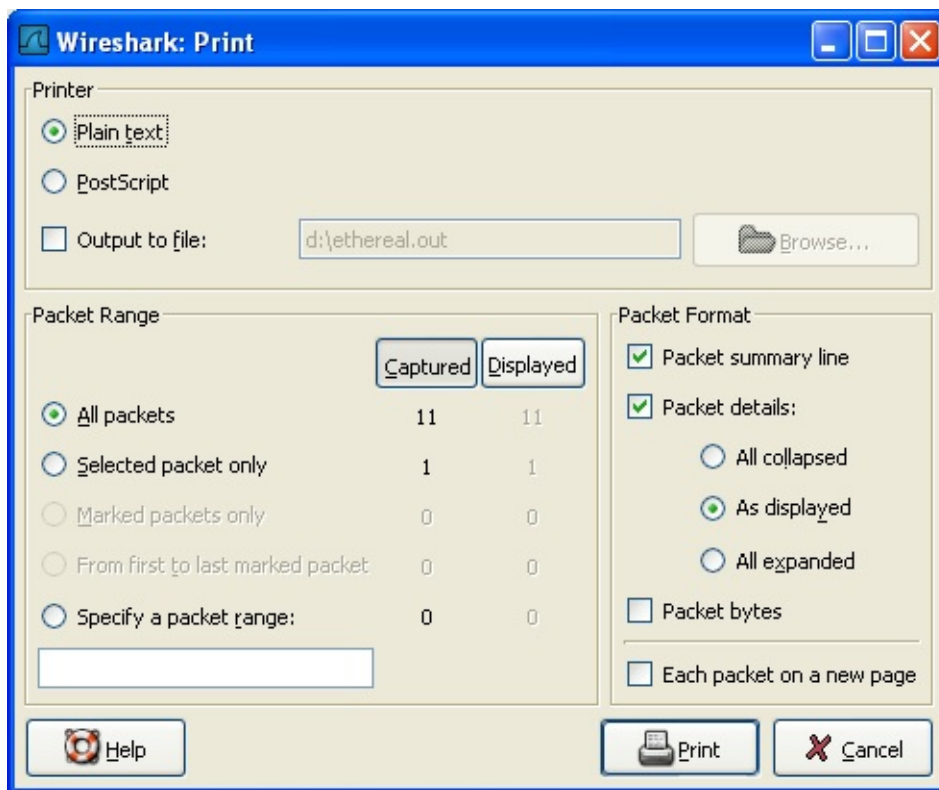 Wireshark: Print
Printer
Plain text
PostScript
Output to file: d:\ethereal.out Browse...
Packet Range
Captured Displayed
All packets 11 11
Selected packet only 1 1
Marked packets only 0 0
From first to last marked packet 0 0
Specify a packet range: 0 0
Packet Format
Packet summary line
Packet details:
All collapsed
As displayed
All expanded
Packet bytes
Each packet on a new page
Help Print Cancel